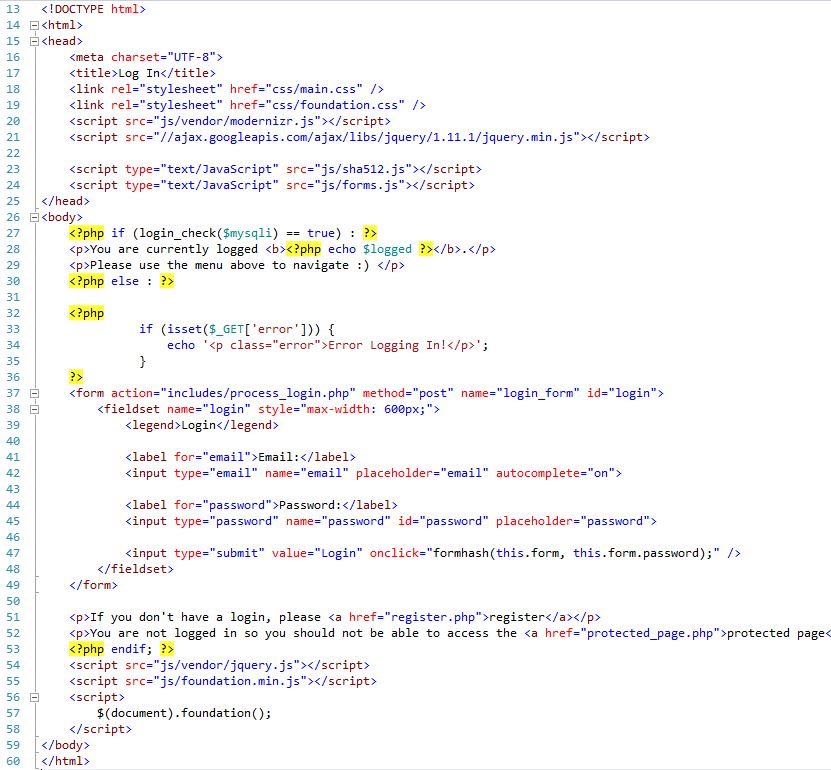 13 <!DOCTYPE html>
14 <html>
15 <head>
16     <meta charset="UTF-8">
17     <title>Log In</title>
18     <link rel="stylesheet" href="css/main.css" />
19     <link rel="stylesheet" href="css/foundation.css" />
20     <script src="js/vendor/modernizr.js"></script>
21     <script src="//ajax.googleapis.com/ajax/libs/jquery/1.11.1/jquery.min.js"></script>
22
23     <script type="text/JavaScript" src="js/sha512.js"></script>
24     <script type="text/JavaScript" src="js/forms.js"></script>
25 </head>
26 <body>
27     <?php if (login_check($mysqli) == true) : ?>
28     <p>You are currently logged <b><?php echo $logged ?></b>.</p>
29     <p>Please use the menu above to navigate :) </p>
30     <?php else : ?>
31
32     <?php
33               if (isset($_GET['error'])) {
34                   echo '<p class="error">Error Logging In!</p>';
35               }
36     ?>
37     <form action="includes/process_login.php" method="post" name="login_form" id="login">
38         <fieldset name="login" style="max-width: 600px;">
39             <legend>Login</legend>
40
41             <label for="email">Email:</label>
42             <input type="email" name="email" placeholder="email" autocomplete="on">
43
44             <label for="password">Password:</label>
45             <input type="password" name="password" id="password" placeholder="password">
46
47             <input type="submit" value="Login" onclick="formhash(this.form, this.form.password);" />
48         </fieldset>
49     </form>
50
51     <p>If you don't have a login, please <a href="register.php">register</a></p>
52     <p>You are not logged in so you should not be able to access the <a href="protected_page.php">protected page<
53     <?php endif; ?>
54     <script src="js/vendor/jquery.js"></script>
55     <script src="js/foundation.min.js"></script>
56     <script>
57         $(document).foundation();
58     </script>
59 </body>
60 </html>